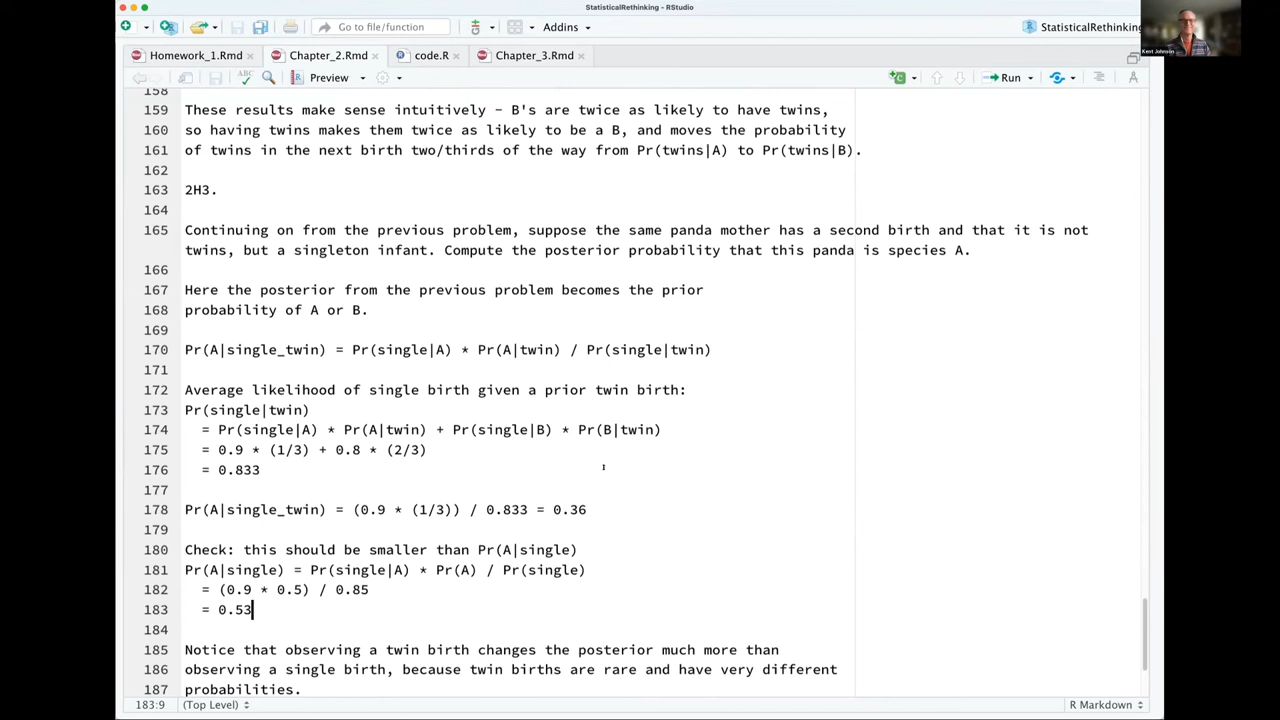 StatisticalRethinking - RStudio
Go to file/function
Addins
StatisticalRethinking
Kent Johnson
Homework_1.Rmd
Chapter_2.Rmd
code.R
Chapter_3.Rmd
ABC
Preview
Run
158
159 These results make sense intuitively - B's are twice as likely to have twins,
160 so having twins makes them twice as likely to be a B, and moves the probability
161 of twins in the next birth two/thirds of the way from Pr(twins|A) to Pr(twins|B).
162
163 2H3.
164
165 Continuing on from the previous problem, suppose the same panda mother has a second birth and that it is not
twins, but a singleton infant. Compute the posterior probability that this panda is species A.
166
167 Here the posterior from the previous problem becomes the prior
168 probability of A or B.
169
170 Pr(A|single_twin) = Pr(single|A) * Pr(A|twin) / Pr(single|twin)
171
172 Average likelihood of single birth given a prior twin birth:
173 Pr(single|twin)
174 = Pr(single|A) * Pr(A|twin) + Pr(single|B) * Pr(B|twin)
175 = 0.9 * (1/3) + 0.8 * (2/3)
176 = 0.833
177
178 Pr(A|single_twin) = (0.9 * (1/3)) / 0.833 = 0.36
179
180 Check: this should be smaller than Pr(A|single)
181 Pr(A|single) = Pr(single|A) * Pr(A) / Pr(single)
182 = (0.9 * 0.5) / 0.85
183 = 0.53
184
185 Notice that observing a twin birth changes the posterior much more than
186 observing a single birth, because twin births are rare and have very different
187 probabilities.
183:9 (Top Level)
R Markdown